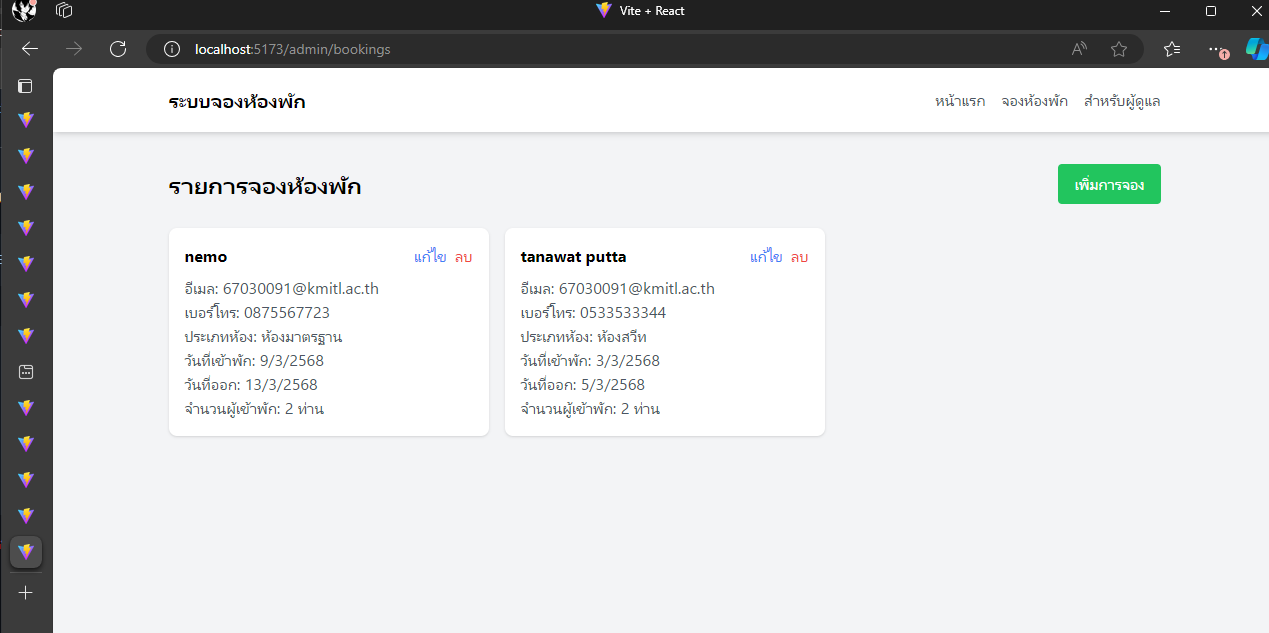 Vite + React
localhost:5173/admin/bookings
ระบบจองห้องพัก
หน้าแรก จองห้องพัก สำหรับผู้ดูแล
รายการจองห้องพัก
เพิ่มการจอง
nemo แก้ไข ลบ
อีเมล: 67030091@kmitl.ac.th
เบอร์โทร: 0875567723
ประเภทห้อง: ห้องมาตรฐาน
วันที่เข้าพัก: 9/3/2568
วันที่ออก: 13/3/2568
จำนวนผู้เข้าพัก: 2 ท่าน
tanawat putta แก้ไข ลบ
อีเมล: 67030091@kmitl.ac.th
เบอร์โทร: 0533533344
ประเภทห้อง: ห้องสวีท
วันที่เข้าพัก: 3/3/2568
วันที่ออก: 5/3/2568
จำนวนผู้เข้าพัก: 2 ท่าน